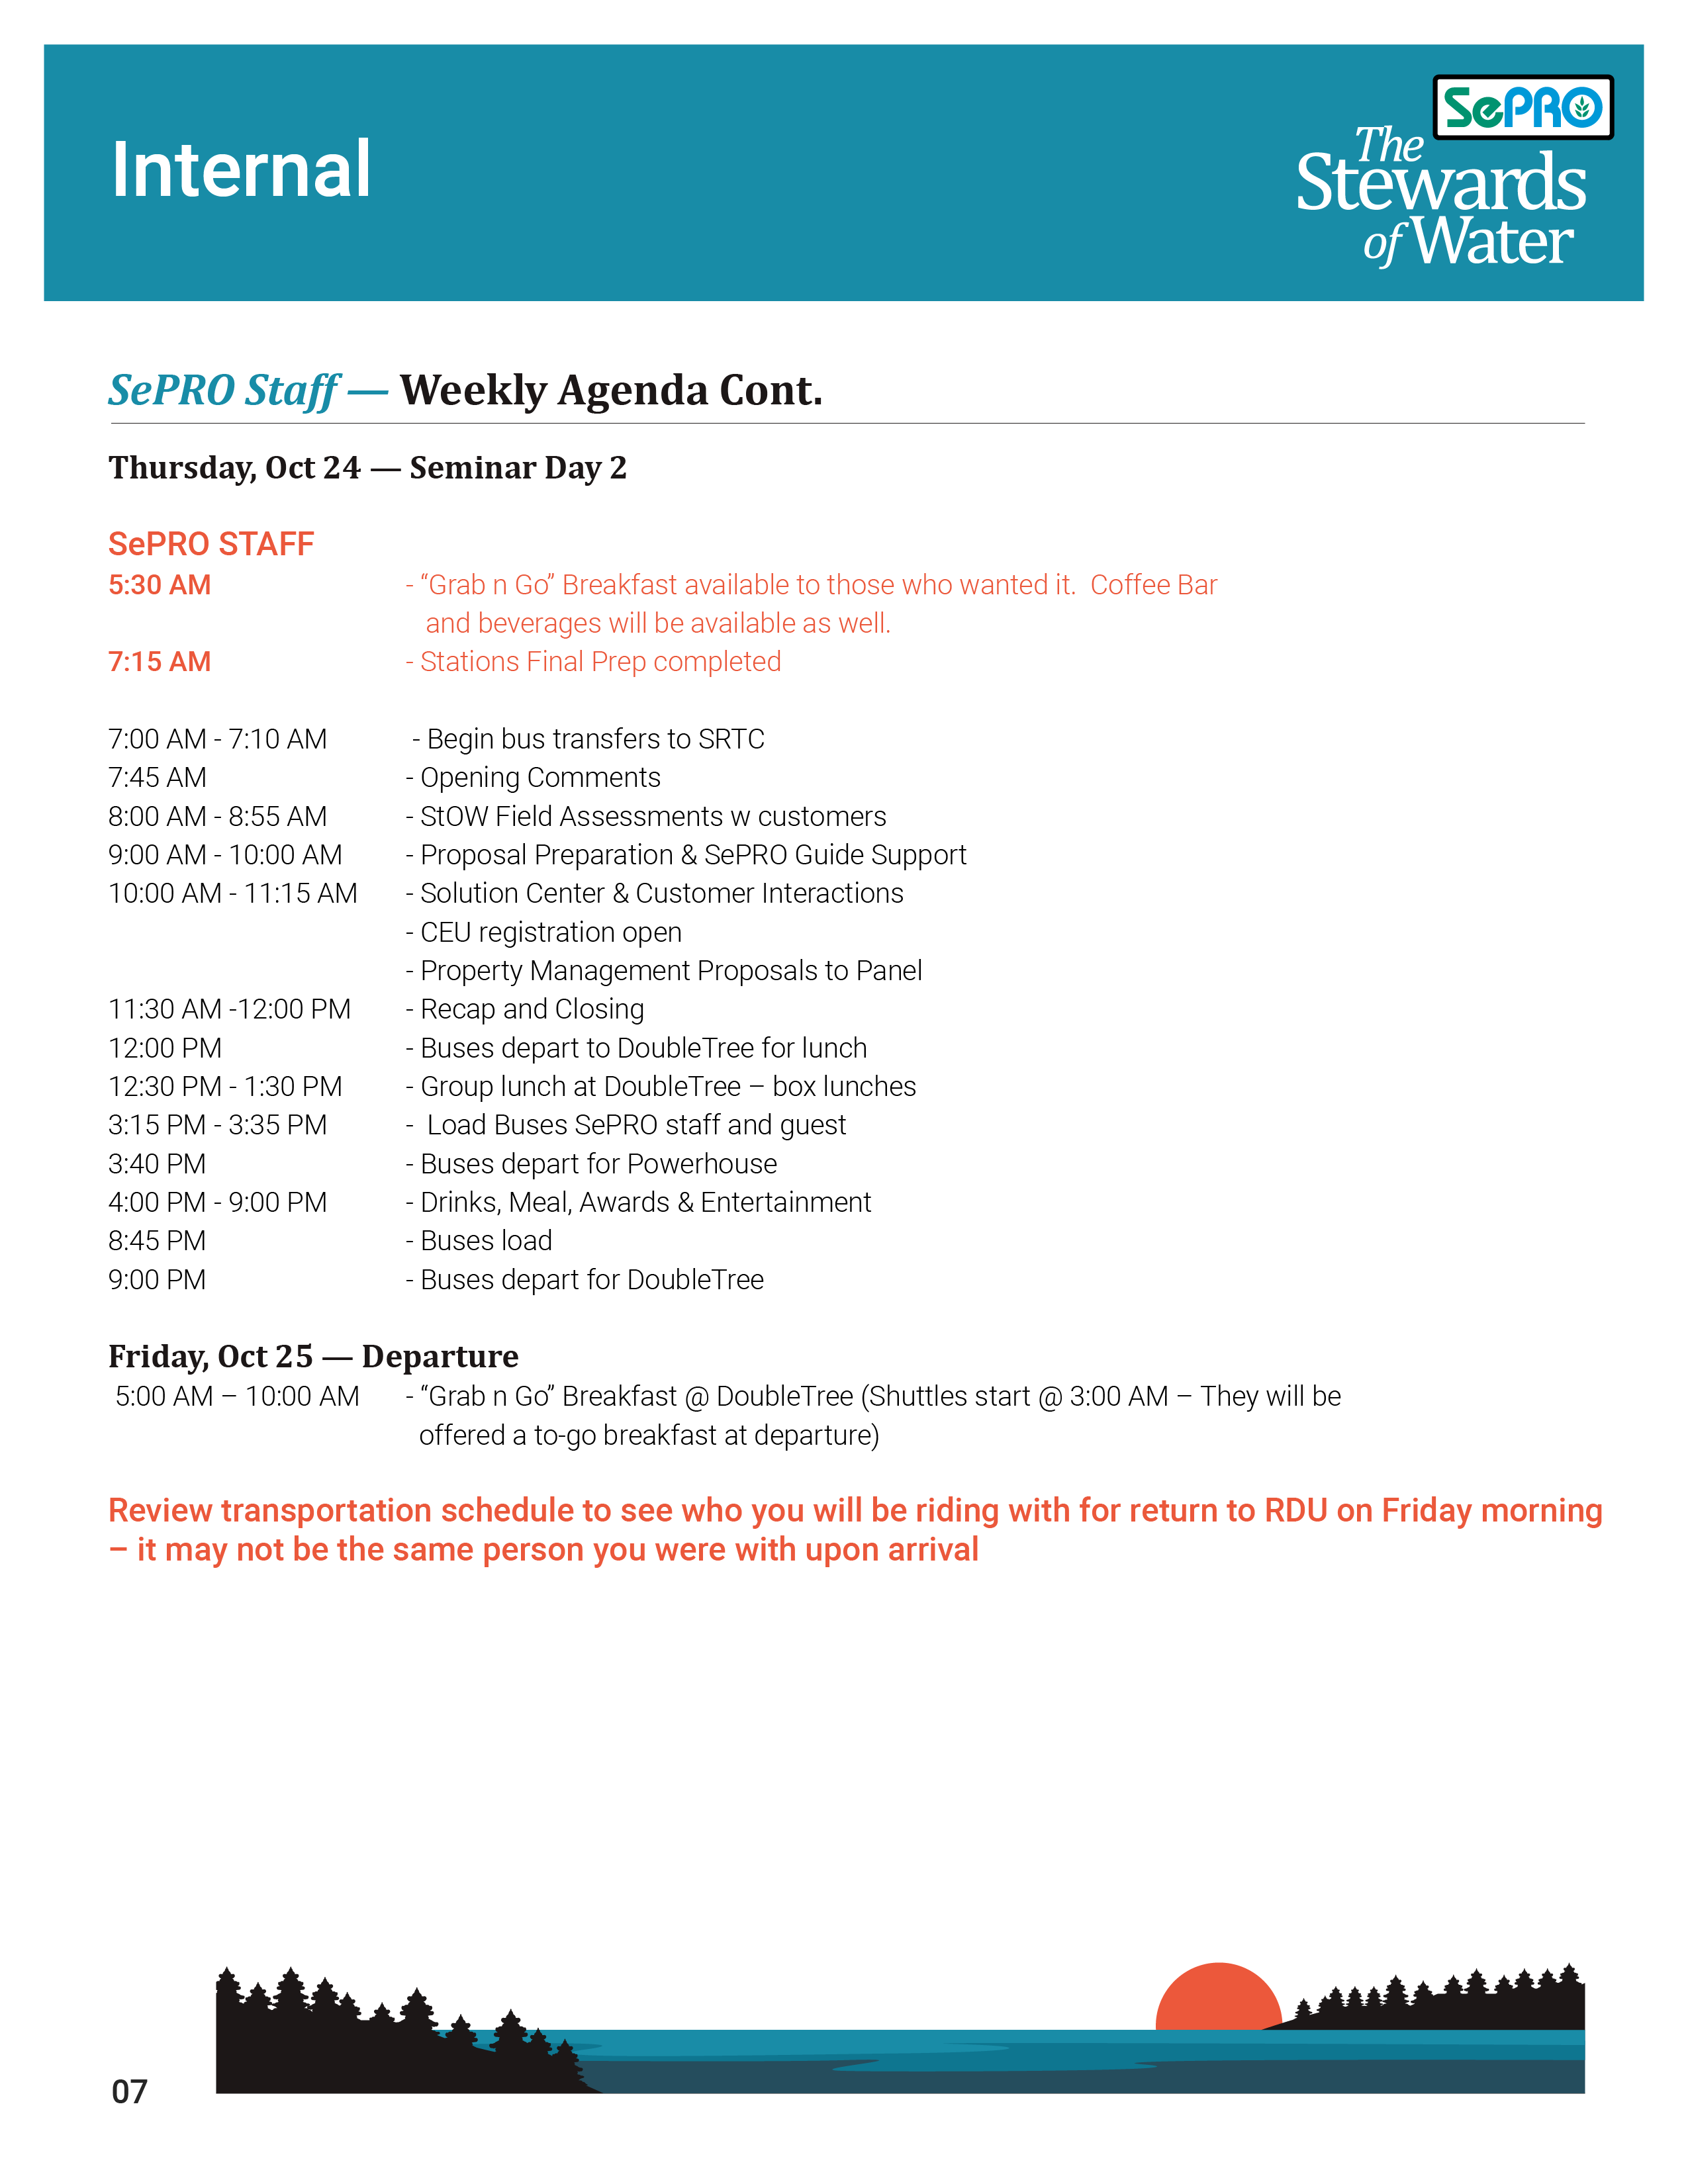 Internal
SePRO
The
Stewards
of Water
SePRO Staff — Weekly Agenda Cont.
Thursday, Oct 24 — Seminar Day 2
SePRO STAFF
5:30 AM - “Grab n Go” Breakfast available to those who wanted it. Coffee Bar
and beverages will be available as well.
7:15 AM - Stations Final Prep completed
7:00 AM - 7:10 AM - Begin bus transfers to SRTC
7:45 AM - Opening Comments
8:00 AM - 8:55 AM - StOW Field Assessments w customers
9:00 AM - 10:00 AM - Proposal Preparation & SePRO Guide Support
10:00 AM - 11:15 AM - Solution Center & Customer Interactions
- CEU registration open
- Property Management Proposals to Panel
11:30 AM -12:00 PM - Recap and Closing
12:00 PM - Buses depart to DoubleTree for lunch
12:30 PM - 1:30 PM - Group lunch at DoubleTree – box lunches
3:15 PM - 3:35 PM - Load Buses SePRO staff and guest
3:40 PM - Buses depart for Powerhouse
4:00 PM - 9:00 PM - Drinks, Meal, Awards & Entertainment
8:45 PM - Buses load
9:00 PM - Buses depart for DoubleTree
Friday, Oct 25 — Departure
5:00 AM – 10:00 AM - “Grab n Go” Breakfast @ DoubleTree (Shuttles start @ 3:00 AM – They will be
offered a to-go breakfast at departure)
Review transportation schedule to see who you will be riding with for return to RDU on Friday morning
– it may not be the same person you were with upon arrival
07